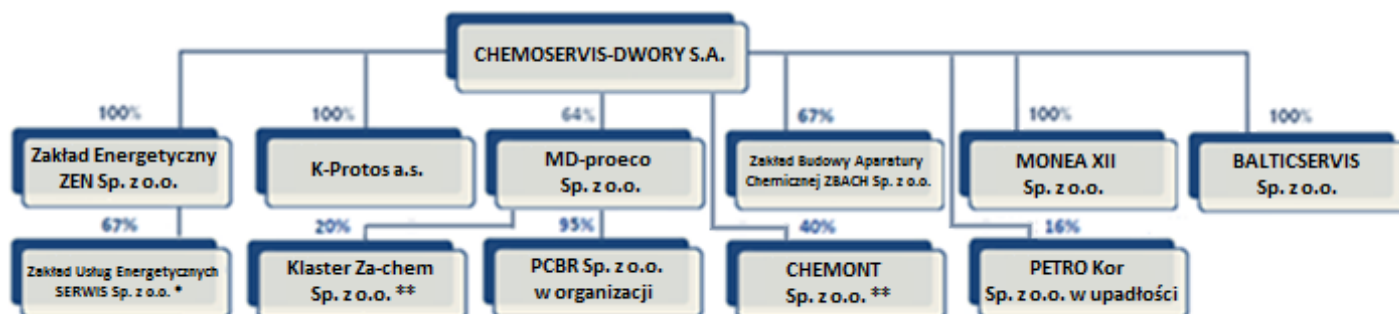 CHEMOSERVIS-DWORY S.A.
100%
100%
64%
67%
100%
100%
Zakład Energetyczny
ZEN Sp. z o.o.
K-Protos a.s.
MD-proeco
Sp. z o.o.
Zakład Budowy Aparatury
Chemicznej ZBACH Sp. z o.o.
MONEA XII
Sp. z o.o.
BALTICSERVIS
Sp. z o.o.
67%
20%
95%
40%
16%
Zakład Usług Energetycznych
SERWIS Sp. z o.o. *
Klaster Za-chem
Sp. z o.o. **
PCBR Sp. z o.o.
w organizacji
CHEMONT
Sp. z o.o. **
PETRO Kor
Sp. z o.o. w upadłości